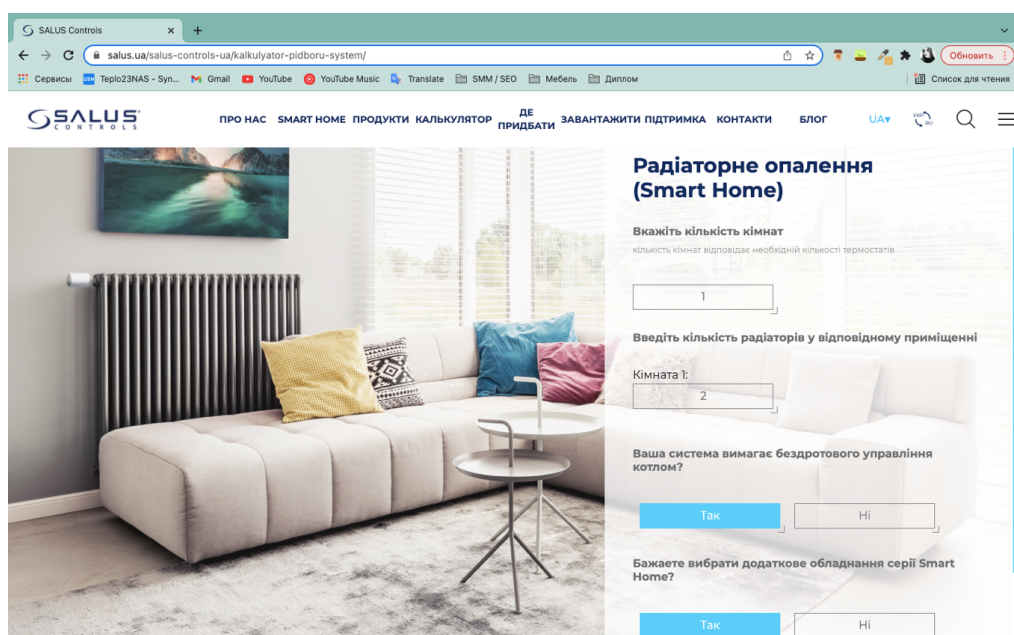 SALUS Controls
salus.ua/salus-controls-ua/kalkulyator-pidboru-system/
Обновить
Сервисы
Teplo23NAS – Syn...
Gmail
YouTube
YouTube Music
Translate
SMM / SEO
Мебель
Диплом
Список для чтения
SALUS
CONTROLS
ПРО НАС
SMART HOME
ПРОДУКТИ
КАЛЬКУЛЯТОР
ДЕ
ПРИДБАТИ
ЗАВАНТАЖИТИ
ПІДТРИМКА
КОНТАКТИ
БЛОГ
UA▾
Радіаторне опалення
(Smart Home)
Вкажіть кількість кімнат
кількість кімнат відповідає необхідній кількості термостатів
1
Введіть кількість радіаторів у відповідному приміщенні
Кімната 1:
2
Ваша система вимагає бездротового управління
котлом?
Так
Ні
Бажаете вибрати додаткове обладнання серії Smart
Home?
Так
Ні